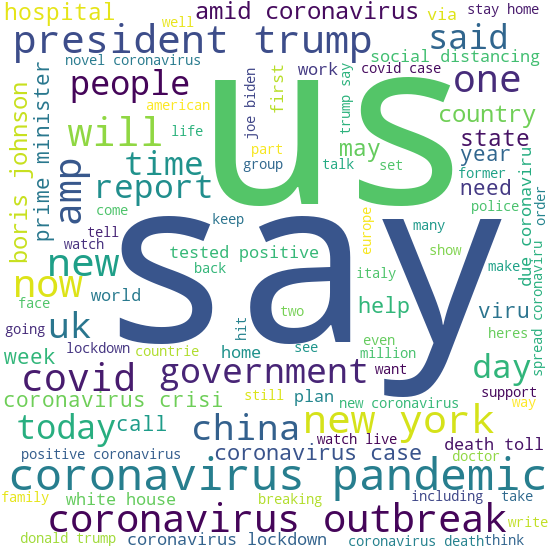 hospital
well
amid coronavirus
via
stay home
president trump
said
novel coronavirus
social distancing
people
joe biden
first
work
covid case
one
prime minister
american
us
trump say
country
boris johnson
amp
will
life
part
may
state
time
group
talk
set
year
former
order
report
need
police
come
keep
say
europe
many
due coronavirus
tell
new
watch
tested positive
show
make
spread coronaviru
back
italy
now
world
face
two
help
viru
going
uk
hit
even
heres
lockdown
countrie
home
see
million
week
day
covid
government
want
support
coronavirus crisi
still
plan
new coronavirus
way
today
call
china
new york
watch live
death toll
positive coronavirus
coronavirus case
doctor
coronavirus pandemic
family
white house
breaking
including
take
coronavirus outbreak
write
donald trump
coronavirus lockdown
coronavirus death
think